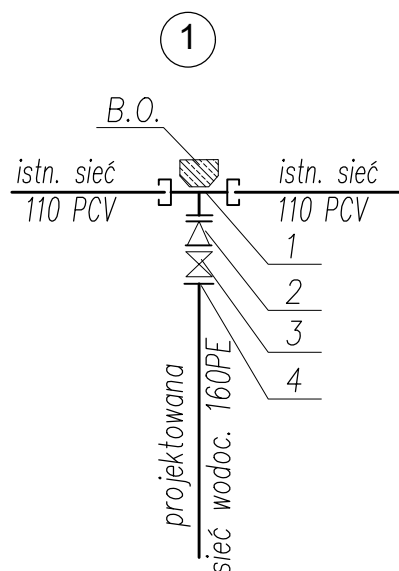 1
B.O.
istn. sieć
istn. sieć
110 PCV
110 PCV
1
2
3
4
projektowana
sieć wodoc. 160PE